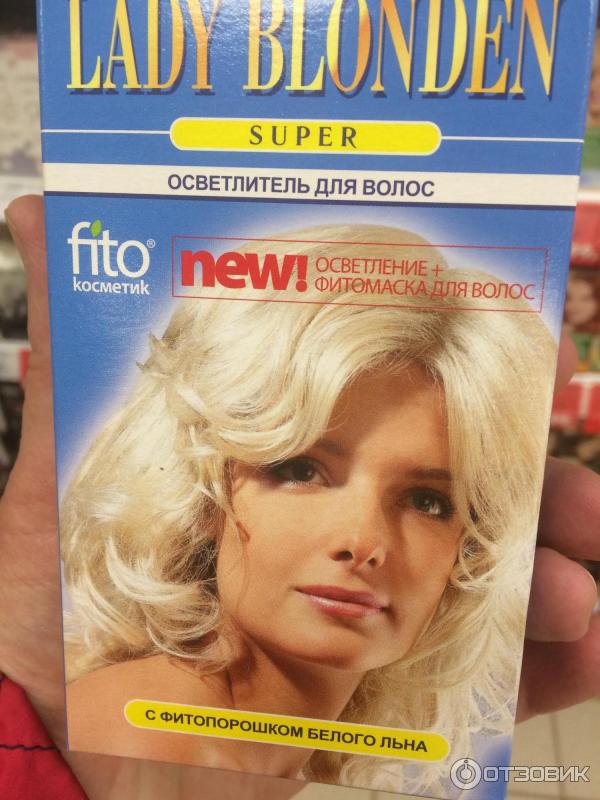 LADY BLONDEN
SUPER
ОСВЕТЛИТЕЛЬ ДЛЯ ВОЛОС
fito®
косметик
new! ОСВЕТЛЕНИЕ +
ФИТОМАСКА ДЛЯ ВОЛОС
С ФИТОПОРОШКОМ БЕЛОГО ЛЬНА
ОТЗОВИК